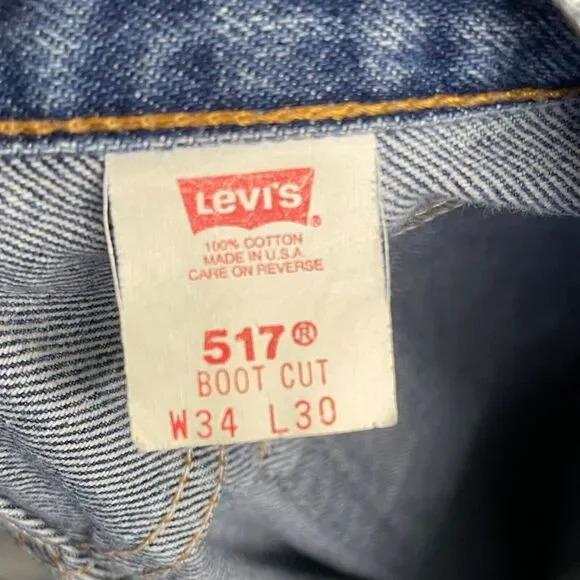 Levi's ®
100% COTTON
MADE IN U.S.A.
CARE ON REVERSE
517®
BOOT CUT
W34 L30